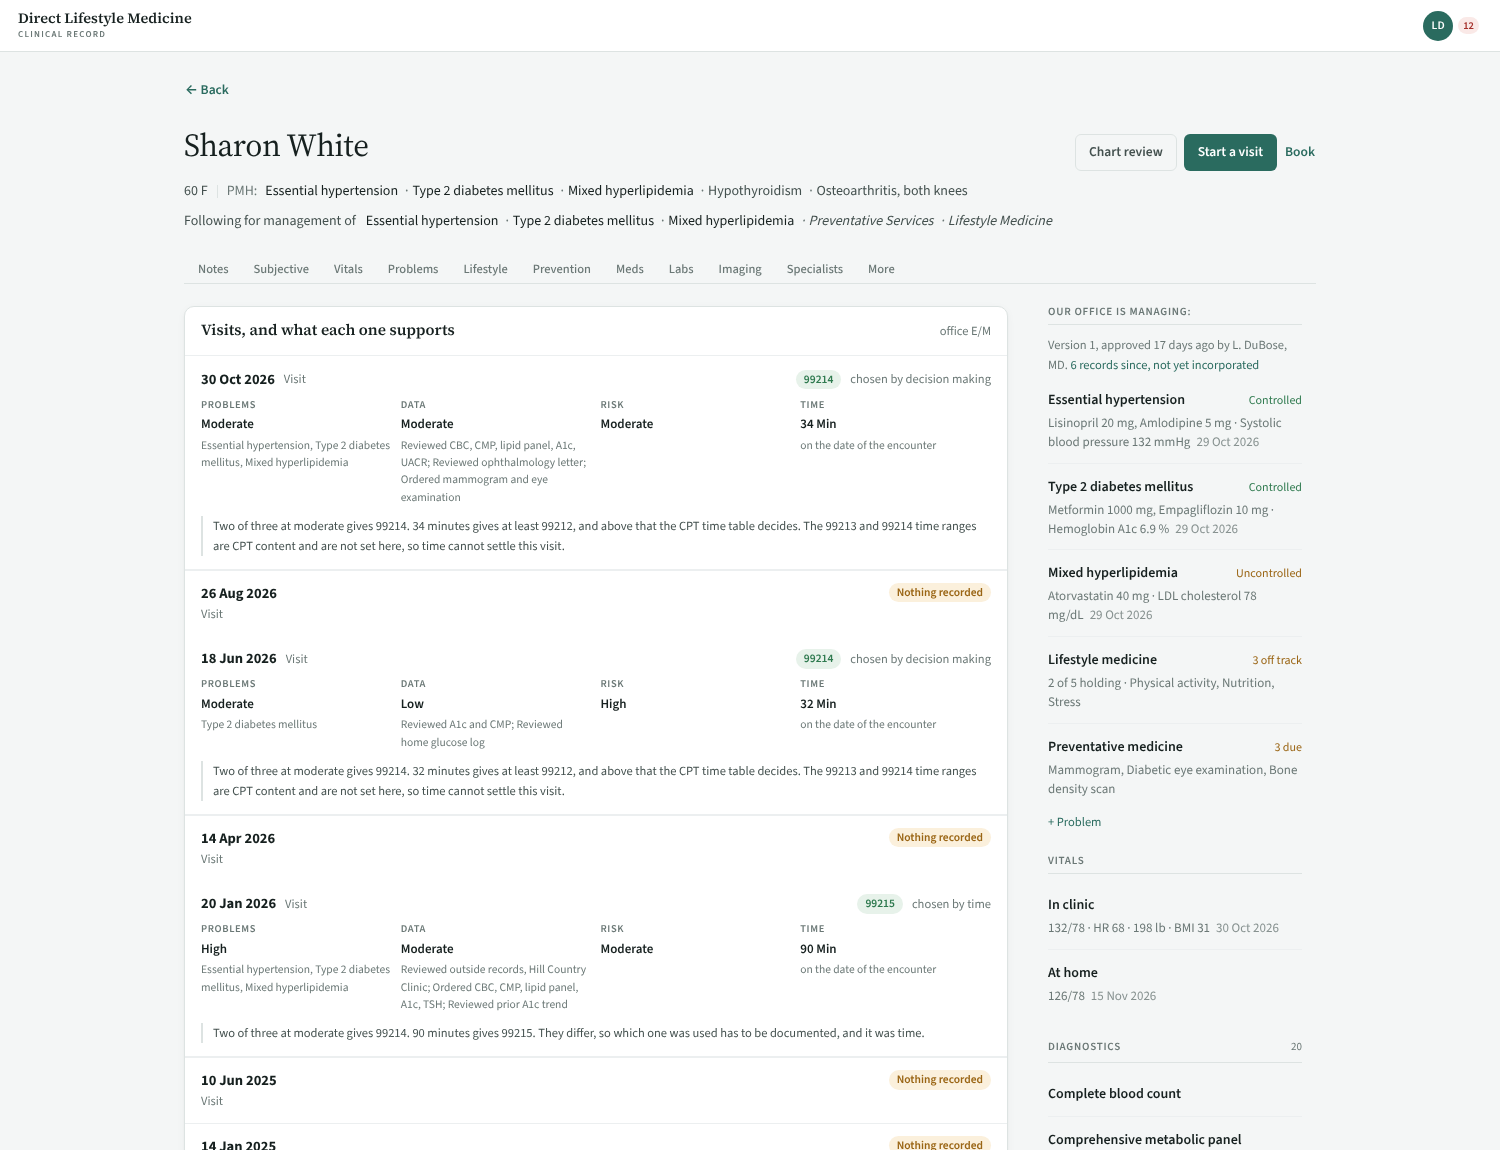 Direct Lifestyle Medicine
CLINICAL RECORD
LD
12
← Back
Sharon White
Chart review
Start a visit
Book
60 F | PMH: Essential hypertension · Type 2 diabetes mellitus · Mixed hyperlipidemia · Hypothyroidism · Osteoarthritis, both knees
Following for management of Essential hypertension · Type 2 diabetes mellitus · Mixed hyperlipidemia · Preventative Services · Lifestyle Medicine
Notes Subjective Vitals Problems Lifestyle Prevention Meds Labs Imaging Specialists More
Visits, and what each one supports
office E/M
30 Oct 2026 Visit
99214 chosen by decision making
PROBLEMS
Moderate
Essential hypertension, Type 2 diabetes
mellitus, Mixed hyperlipidemia
DATA
Moderate
Reviewed CBC, CMP, lipid panel, A1c,
UACR; Reviewed ophthalmology letter;
Ordered mammogram and eye
examination
RISK
Moderate
TIME
34 Min
on the date of the encounter
Two of three at moderate gives 99214. 34 minutes gives at least 99212, and above that the CPT time table decides. The 99213 and 99214 time ranges
are CPT content and are not set here, so time cannot settle this visit.
26 Aug 2026
Nothing recorded
Visit
18 Jun 2026 Visit
99214 chosen by decision making
PROBLEMS
Moderate
Type 2 diabetes mellitus
DATA
Low
Reviewed A1c and CMP; Reviewed
home glucose log
RISK
High
TIME
32 Min
on the date of the encounter
Two of three at moderate gives 99214. 32 minutes gives at least 99212, and above that the CPT time table decides. The 99213 and 99214 time ranges
are CPT content and are not set here, so time cannot settle this visit.
14 Apr 2026
Nothing recorded
Visit
20 Jan 2026 Visit
99215 chosen by time
PROBLEMS
High
Essential hypertension, Type 2 diabetes
mellitus, Mixed hyperlipidemia
DATA
Moderate
Reviewed outside records, Hill Country
Clinic; Ordered CBC, CMP, lipid panel,
A1c, TSH; Reviewed prior A1c trend
RISK
Moderate
TIME
90 Min
on the date of the encounter
Two of three at moderate gives 99214. 90 minutes gives 99215. They differ, so which one was used has to be documented, and it was time.
10 Jun 2025
Nothing recorded
Visit
14 Jan 2025
Nothing recorded
OUR OFFICE IS MANAGING:
Version 1, approved 17 days ago by L. DuBose,
MD. 6 records since, not yet incorporated
Essential hypertension Controlled
Lisinopril 20 mg, Amlodipine 5 mg · Systolic
blood pressure 132 mmHg 29 Oct 2026
Type 2 diabetes mellitus Controlled
Metformin 1000 mg, Empagliflozin 10 mg ·
Hemoglobin A1c 6.9 % 29 Oct 2026
Mixed hyperlipidemia Uncontrolled
Atorvastatin 40 mg · LDL cholesterol 78
mg/dL 29 Oct 2026
Lifestyle medicine 3 off track
2 of 5 holding · Physical activity, Nutrition,
Stress
Preventative medicine 3 due
Mammogram, Diabetic eye examination, Bone
density scan
+ Problem
VITALS
In clinic
132/78 · HR 68 · 198 lb · BMI 31 30 Oct 2026
At home
126/78 15 Nov 2026
DIAGNOSTICS 20
Complete blood count
Comprehensive metabolic panel